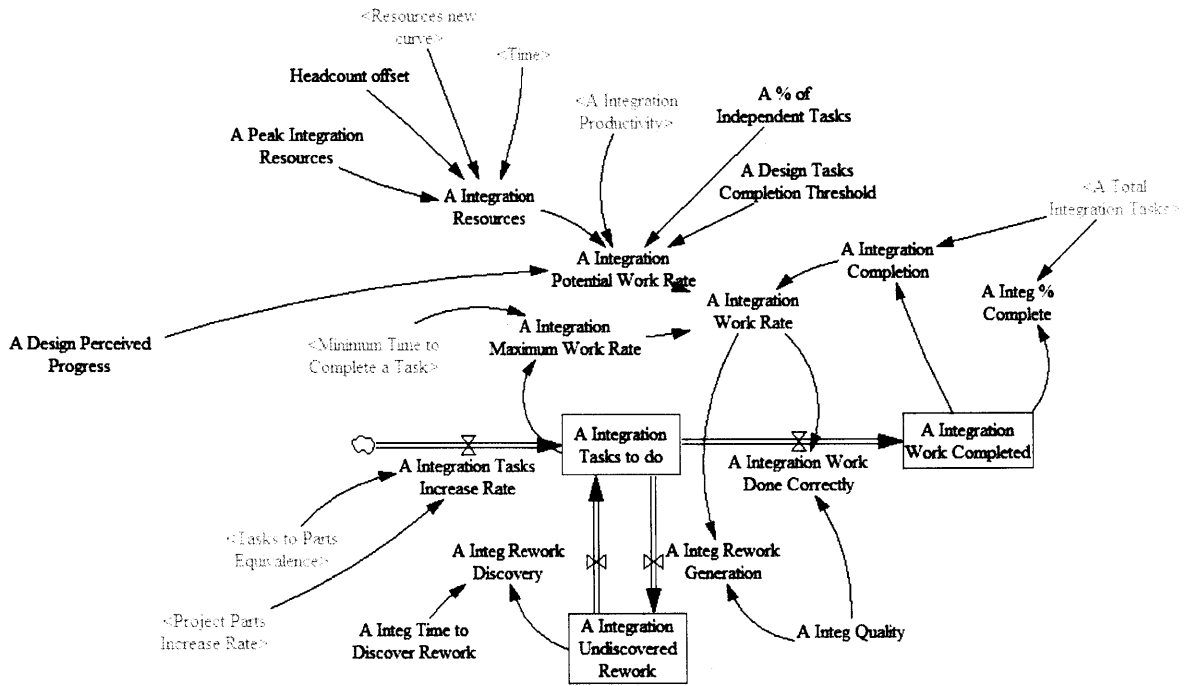 <Resources new
curve>
<Time>
Headcount offset
A Peak Integration
Resources
A Integration
Resources
<A Integration
Productivity>
A % of
Independent Tasks
A Design Tasks
Completion Threshold
<A Total
Integration Tasks>
A Integration
Potential Work Rate
A Integration
Completion
A Integ %
Complete
A Integration
Work Rate
A Design Perceived
Progress
<Minimum Time to
Complete a Task>
A Integration
Maximum Work Rate
A Integration
Tasks to do
A Integration
Work Completed
A Integration Tasks
Increase Rate
A Integration Work
Done Correctly
<Tasks to Parts
Equivalence>
A Integ Rework
Discovery
A Integ Rework
Generation
<Project Parts
Increase Rate>
A Integ Time to
Discover Rework
A Integration
Undiscovered
Rework
A Integ Quality